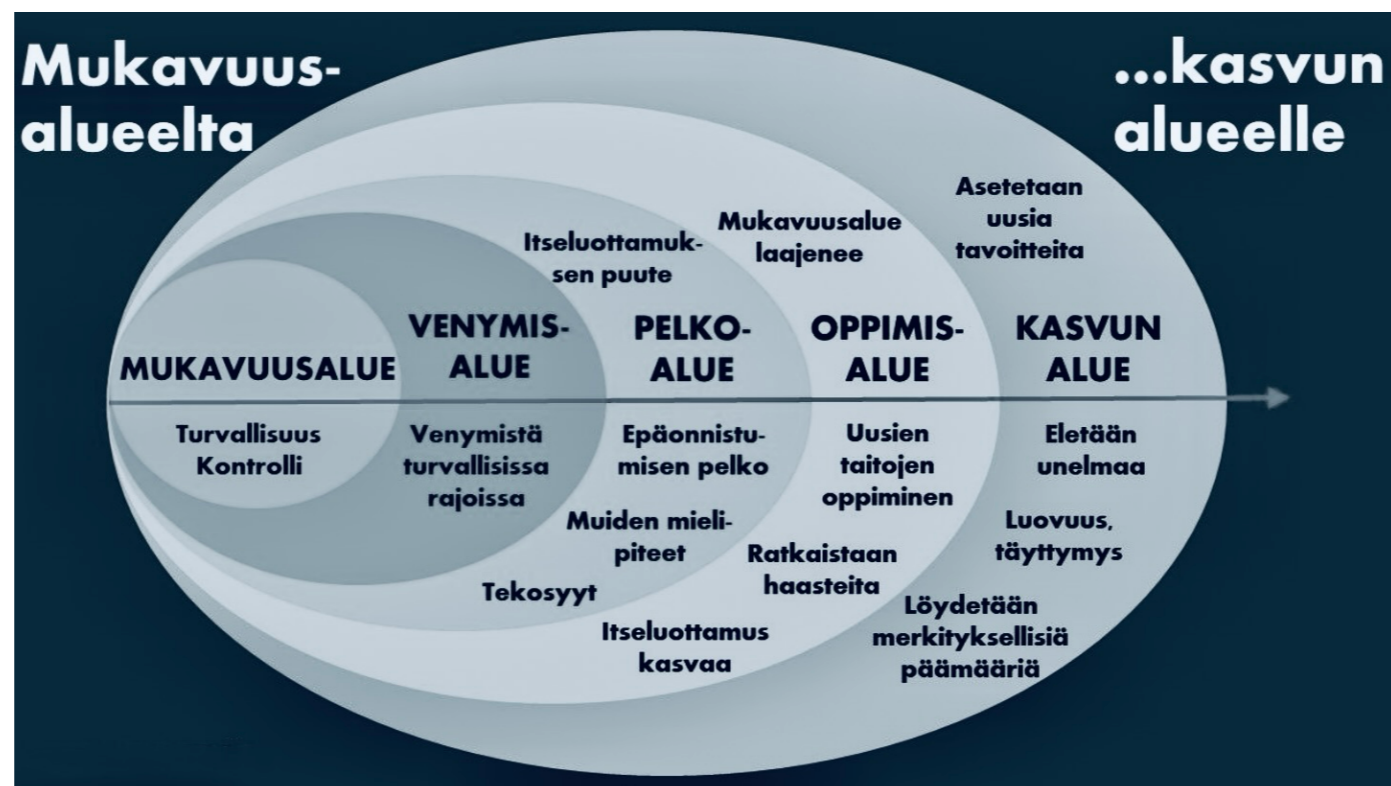 Mukavuus-
alueelta
...kasvun
alueelle
MUKAVUUSALUE
Turvallisuus
Kontrolli
VENYMIS-
ALUE
Venymistä
turvallisissa
rajoissa
Itseluottamuk-
sen puute
PELKO-
ALUE
Epäonnistu-
misen pelko
Muiden mieli-
piteet
Tekosyyt
Mukavuusalue
laajenee
OPPIMIS-
ALUE
Uusien
taitojen
oppiminen
Ratkaistaan
haasteita
Itseluottamus
kasvaa
Asetetaan
uusia
tavoitteita
KASVUN
ALUE
Eletään
unelmaa
Luovuus,
täyttymys
Löydetään
merkityksellisiä
päämääriä